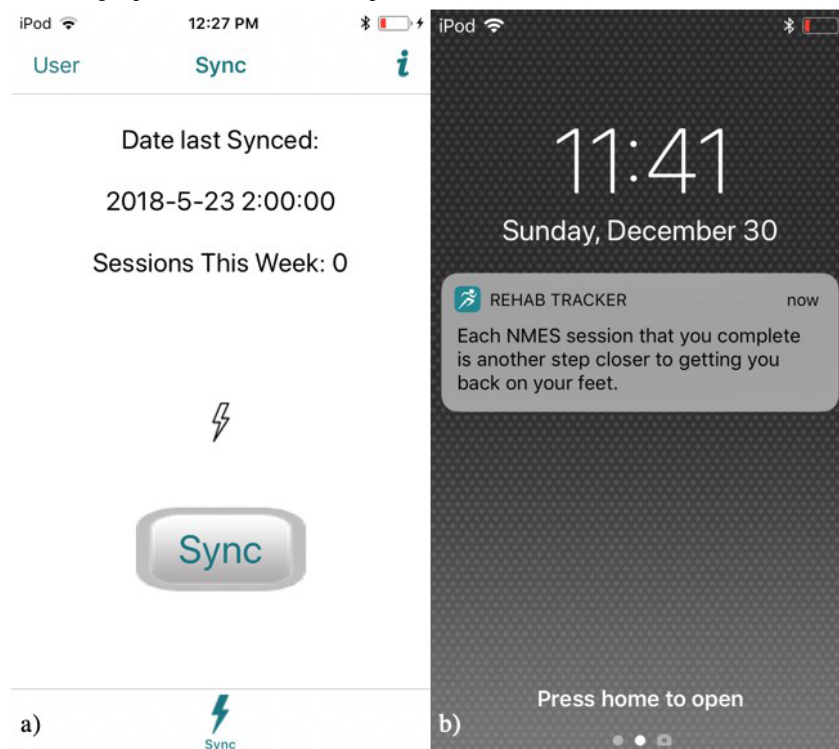 iPod 12:27 PM
User Sync i
Date last Synced:
2018-5-23 2:00:00
Sessions This Week: 0
Sync
a) Sync
iPod
11:41
Sunday, December 30
REHAB TRACKER now
Each NMES session that you complete
is another step closer to getting you
back on your feet.
Press home to open
b)